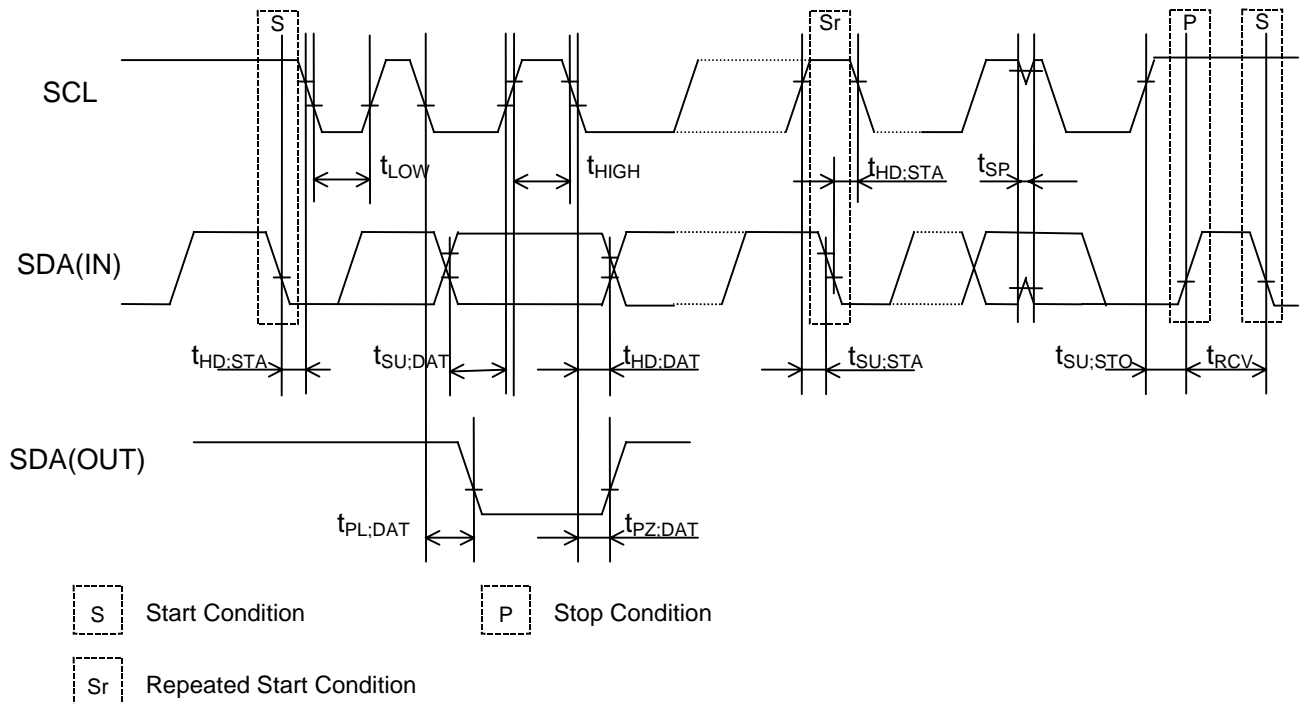 S Sr P S
SCL
tLOW tHIGH tHD;STA tSP
SDA(IN)
tHD;STA tSU;DAT tHD;DAT tSU;STA tSU;STO tRCV
SDA(OUT)
tPL;DAT tPZ;DAT
S Start Condition P Stop Condition
Sr Repeated Start Condition